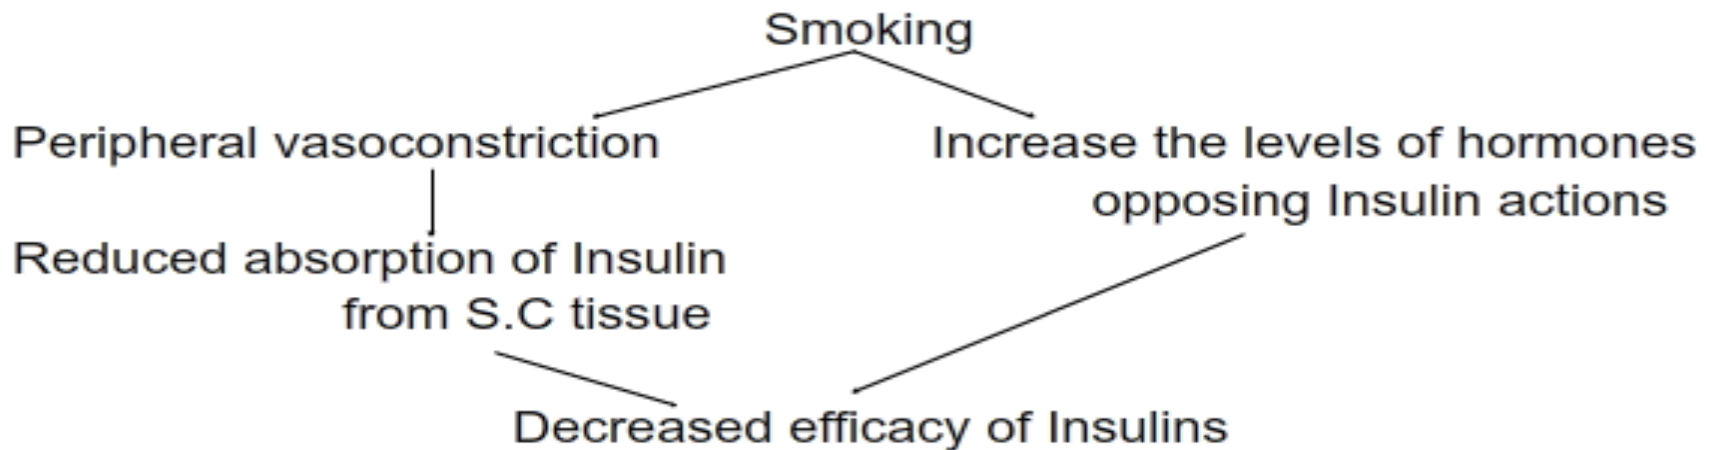 Smoking
Peripheral vasoconstriction
Increase the levels of hormones
opposing Insulin actions
Reduced absorption of Insulin
from S.C tissue
Decreased efficacy of Insulins